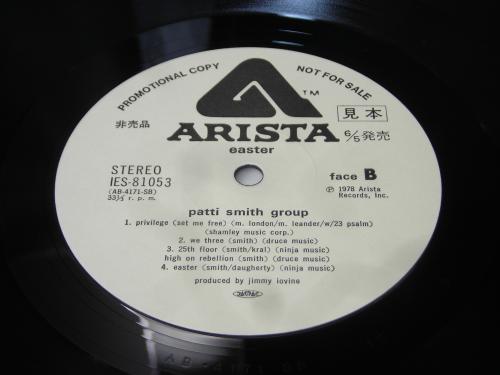 PROMOTIONAL COPY NOT FOR SALE
TM
非売品
見本
ARISTA
6/5発売
easter
STEREO
IES-81053
(AB-4171-SB)
33⅓ r. p. m.
face B
Ⓟ 1978 Arista
Records, Inc.
patti smith group
1. privilege (set me free) (m. london/m. leander/w/23 psalm)
(shamley music corp.)
2. we three (smith) (druce music)
3. 25th floor (smith/kral) (ninja music)
high on rebellion (smith) (druce music)
4. easter (smith/daugherty) (ninja music)
produced by jimmy iovine